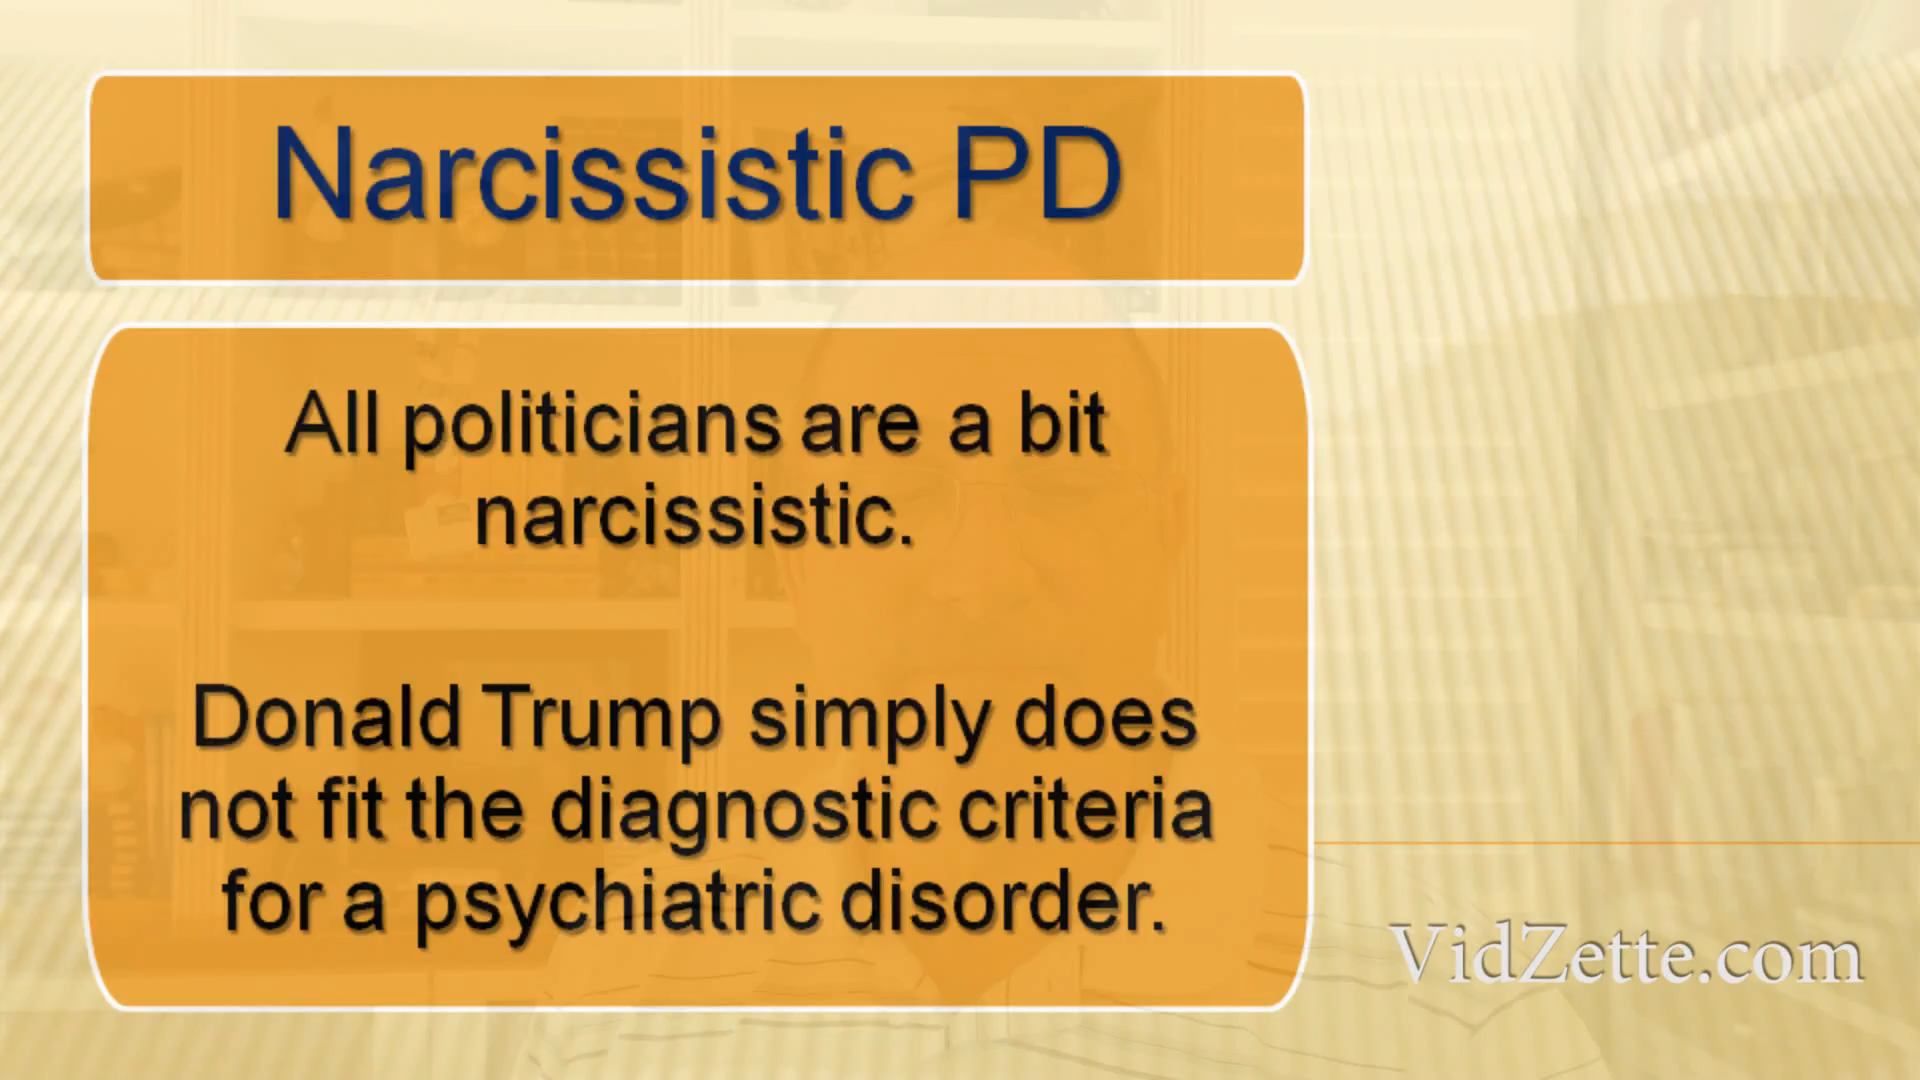 Narcissistic PD
All politicians are a bit
narcissistic.
Donald Trump simply does
not fit the diagnostic criteria
for a psychiatric disorder.
VidZette.com